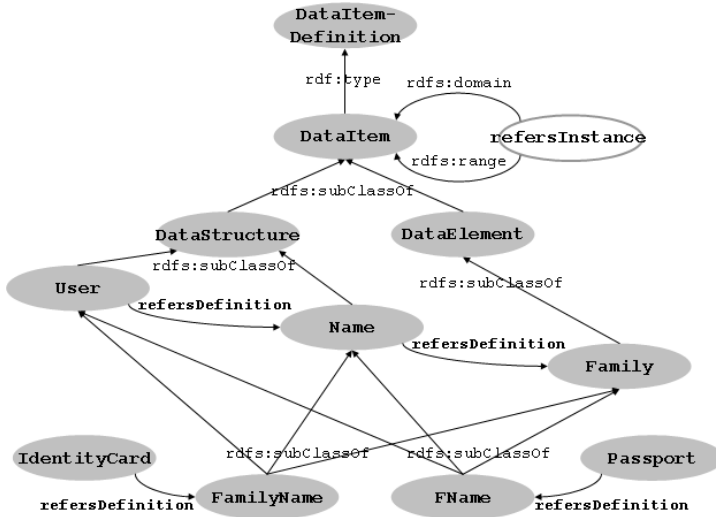 DataItem-
Definition
rdf:type
rdfs:domain
DataItem
refersInstance
rdfs:range
rdfs:subClassOf
DataStructure
DataElement
rdfs:subClassOf
rdfs:subClassOf
User
refersDefinition
Name
refersDefinition
Family
IdentityCard
rdfs:subClassOf
rdfs:subClassOf
Passport
FamilyName
FName
refersDefinition
refersDefinition